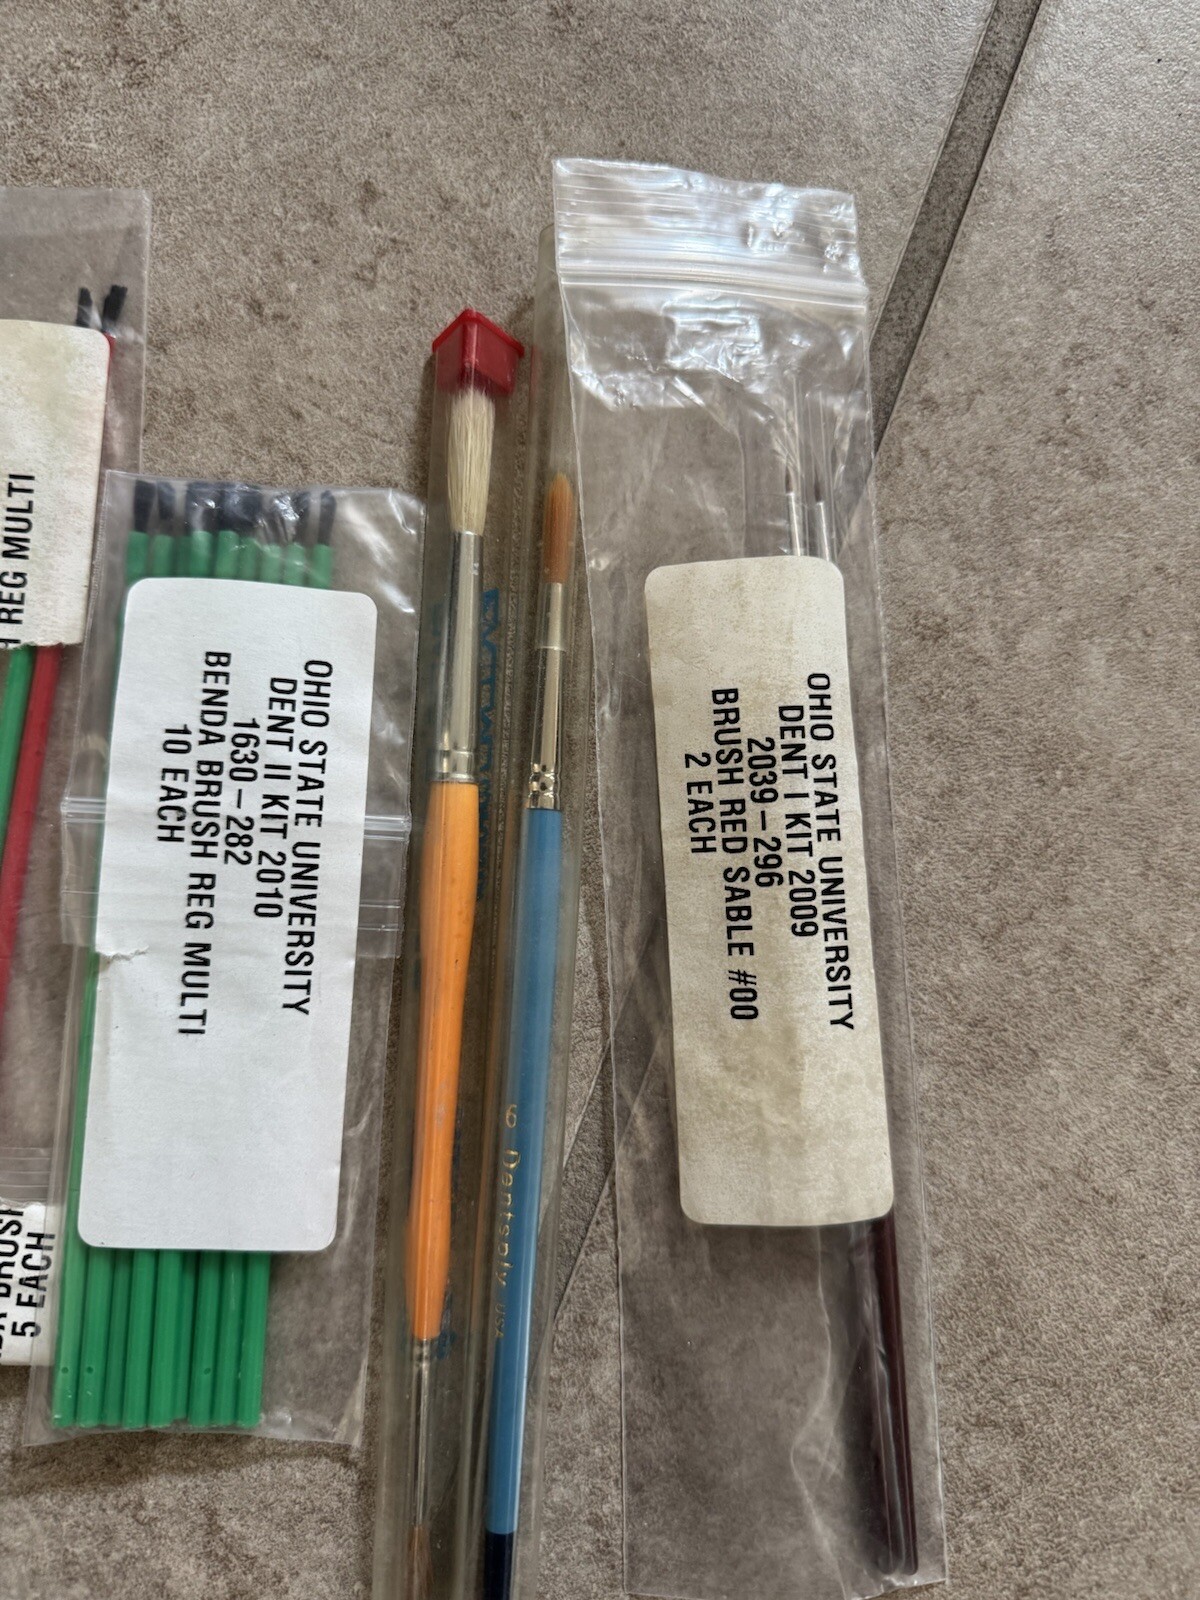 REG MULTI
5 EACH
OHIO STATE UNIVERSITY
DENT II KIT 2010
1630-282
BENDA BRUSH REG MULTI
10 EACH
6 Dentsply USA
OHIO STATE UNIVERSITY
DENT I KIT 2009
2039-296
BRUSH RED SABLE #00
2 EACH